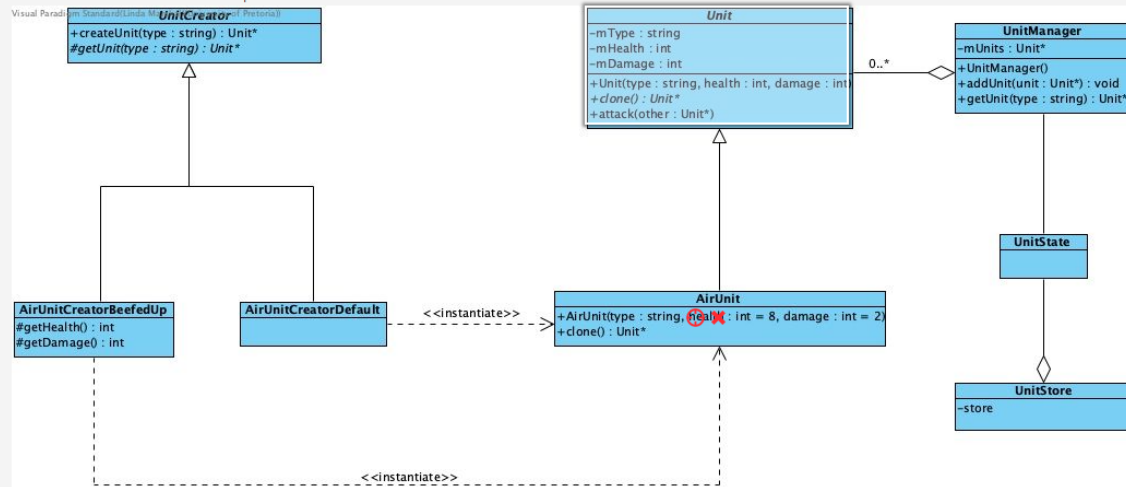 Visual Paradigm Standard(Linda Ma of Pretoria))
UnitCreator
+createUnit(type : string) : Unit*
#getUnit(type : string) : Unit*
Unit
-mType : string
-mHealth : int
-mDamage : int
+Unit(type : string, health : int, damage : int)
+clone() : Unit*
+attack(other : Unit*)
0..*
UnitManager
-mUnits : Unit*
+UnitManager()
+addUnit(unit : Unit*) : void
+getUnit(type : string) : Unit*
UnitState
AirUnitCreatorBeefedUp
#getHealth() : int
#getDamage() : int
AirUnitCreatorDefault
<<instantiate>>
AirUnit
+AirUnit(type : string, health : int = 8, damage : int = 2)
+clone() : Unit*
UnitStore
-store
<<instantiate>>